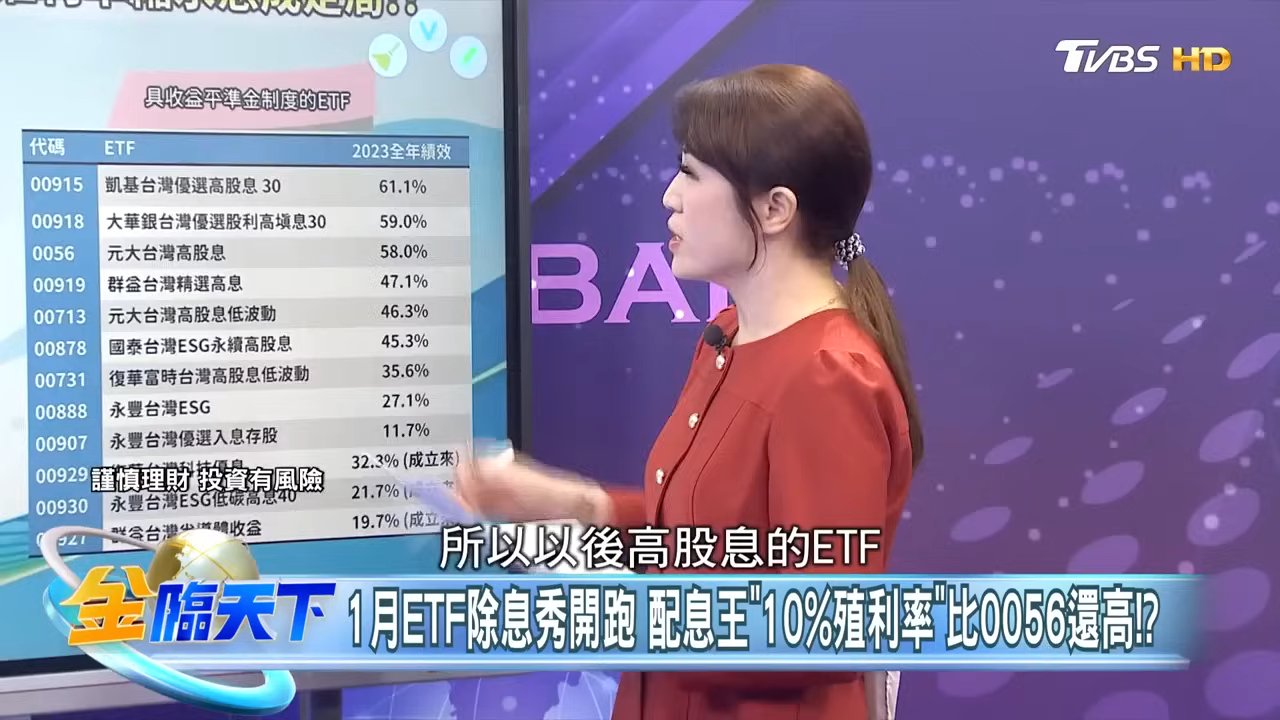 TVBS HD
具收益平準金制度的ETF
代碼 ETF 2023全年績效
00915 凱基台灣優選高股息 30 61.1%
00918 大華銀台灣優選股利高填息30 59.0%
0056 元大台灣高股息 58.0%
00919 群益台灣精選高息 47.1%
00713 元大台灣高股息低波動 46.3%
00878 國泰台灣ESG永續高股息 45.3%
00731 復華富時台灣高股息低波動 35.6%
00888 永豐台灣ESG 27.1%
00907 永豐台灣優選入息存股 11.7%
00929 32.3% (成立來)
謹慎理財 投資有風險
00930 永豐台灣ESG低碳高息40 21.7%
19.7% (成立來
BA
所以以後高股息的ETF
金臨天下
1月ETF除息秀開跑 配息王"10%殖利率"比0056還高!?